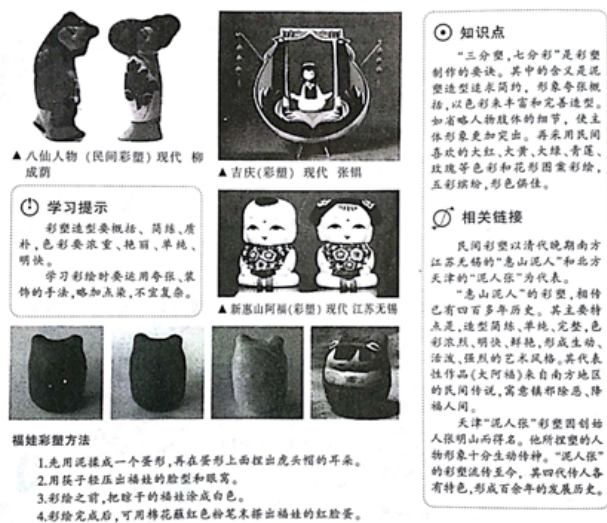 ▲八仙人物 (民间彩塑) 现代 柳
成荫
▲吉庆(彩塑) 现代 张锠
学习提示
彩塑造型要概括、简练、质
朴,色彩要浓重、艳丽、单纯、
明快。
学习彩绘时要运用夸张、装
饰的手法,略加点染,不宜复杂。
▲新惠山阿福(彩塑) 现代 江苏无锡
福娃彩塑方法
1.先用泥揉成一个蛋形,再在蛋形上面捏出虎头帽的耳朵。
2.用筷子轻压出福娃的脸型和眼窝。
3.彩绘之前,把晾干的福娃涂成白色。
4.彩绘完成后,可用棉花蘸红色粉笔末搽出福娃的红脸蛋。
知识点
“三分塑,七分彩”是彩塑
制作的要诀。其中的含义是泥
塑造型追求简约,形象夸张概
括,以色彩来丰富和完善造型。
如省略人物肢体的细节,使主
体形象更加突出。再采用民间
喜欢的大红、大黄、大绿、青莲、
玫瑰等色彩和花形图案彩绘,
五彩缤纷,形色俱佳。
相关链接
民间彩塑以清代晚期南方
江苏无锡的“惠山泥人”和北方
天津的“泥人张”为代表。
“惠山泥人”的彩塑,相传
已有四百多年历史。其主要特
点是,造型简练、单纯、完整,色
彩浓烈、明快、鲜艳,形成生动、
活泼、强烈的艺术风格。其代表
性作品《大阿福》来自南方地区
的民间传说,寓意镇邪除恶、降
福人间。
天津“泥人张”彩塑因创始
人张明山而得名。他所捏塑的人
物形象十分生动传神。“泥人张”
的彩塑流传至今,其四代传人各
有特色,形成百余年的发展历史。